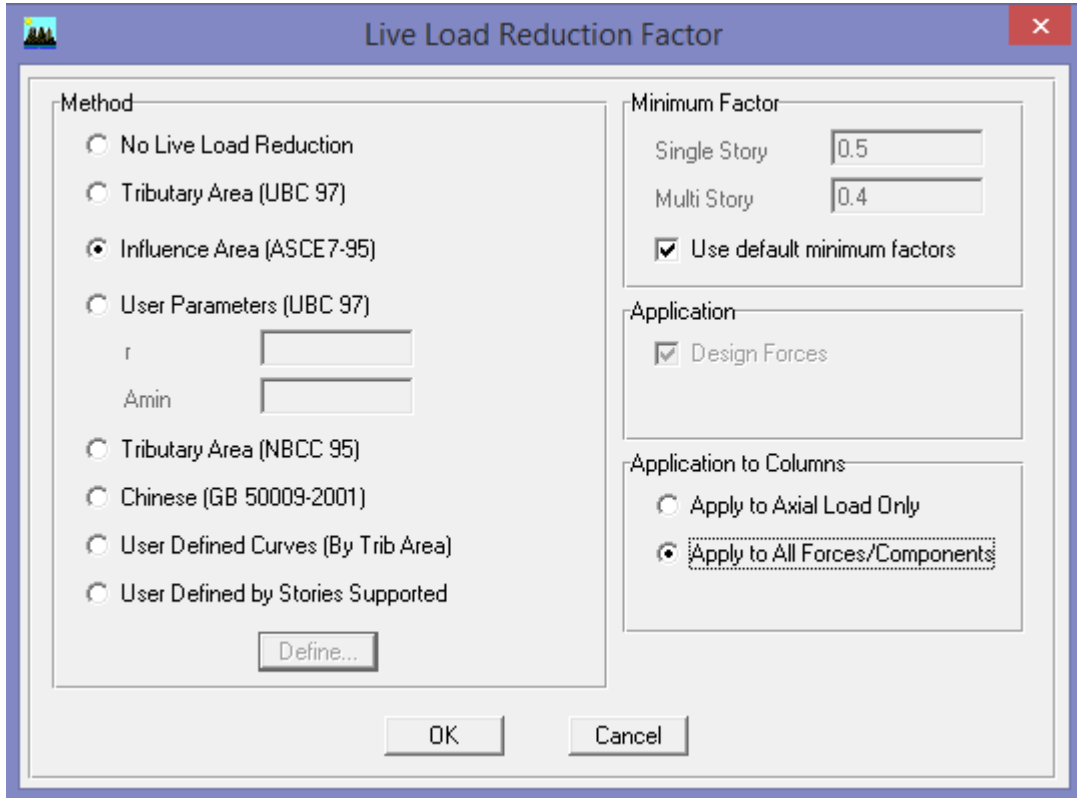 Live Load Reduction Factor
Method
No Live Load Reduction
Tributary Area (UBC 97)
Influence Area (ASCE7-95)
User Parameters (UBC 97)
r
Amin
Tributary Area (NBCC 95)
Chinese (GB 50009-2001)
User Defined Curves (By Trib Area)
User Defined by Stories Supported
Define...
Minimum Factor
Single Story 0.5
Multi Story 0.4
Use default minimum factors
Application
Design Forces
Application to Columns
Apply to Axial Load Only
Apply to All Forces/Components
OK Cancel